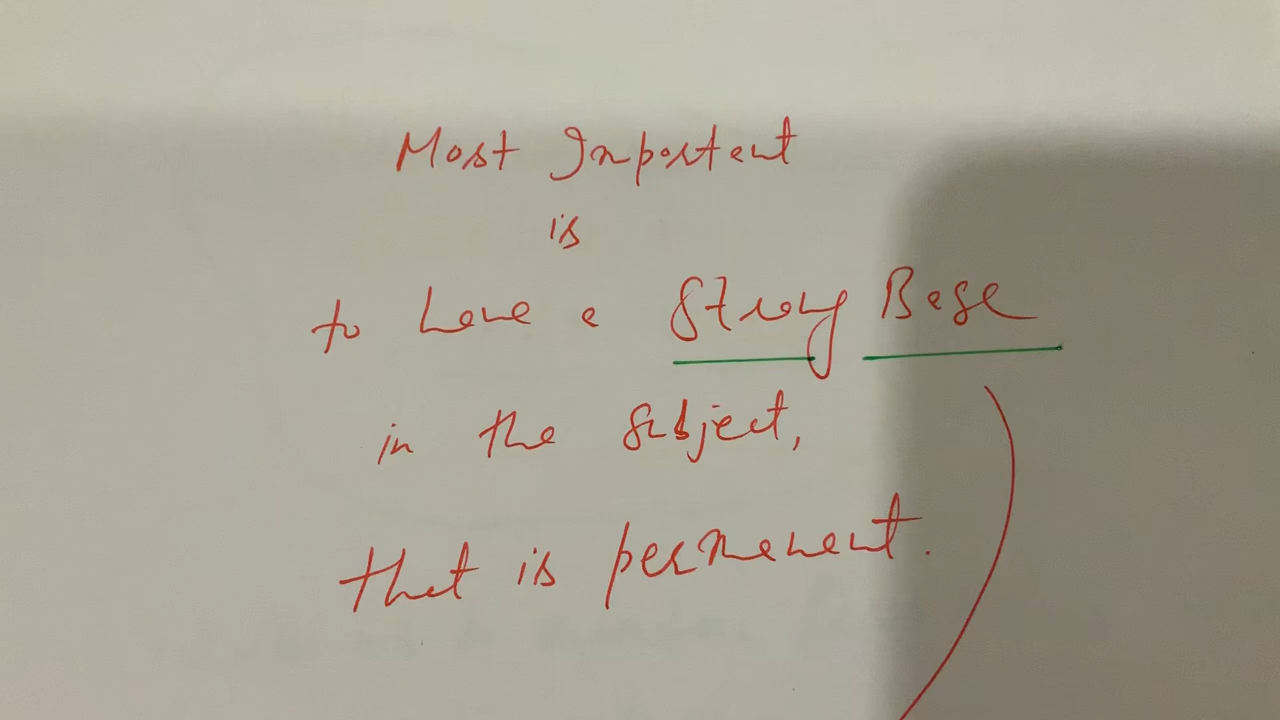 Most Important
is
to have a Strong Base
in the subject,
that is permanent.